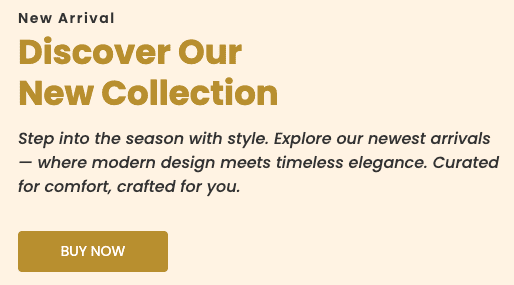 New Arrival
Discover Our
New Collection
Step into the season with style. Explore our newest arrivals
— where modern design meets timeless elegance. Curated
for comfort, crafted for you.
BUY NOW